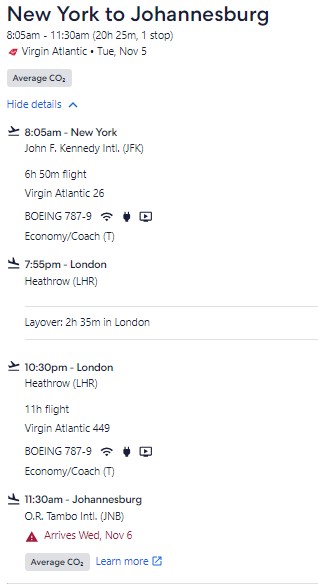 New York to Johannesburg
8:05am - 11:30am (20h 25m, 1 stop)
Virgin Atlantic • Tue, Nov 5
Average CO₂
Hide details
8:05am - New York
John F. Kennedy Intl. (JFK)
6h 50m flight
Virgin Atlantic 26
BOEING 787-9
Economy/Coach (T)
7:55pm - London
Heathrow (LHR)
Layover: 2h 35m in London
10:30pm - London
Heathrow (LHR)
11h flight
Virgin Atlantic 449
BOEING 787-9
Economy/Coach (T)
11:30am - Johannesburg
O.R. Tambo Intl. (JNB)
Arrives Wed, Nov 6
Average CO₂ Learn more